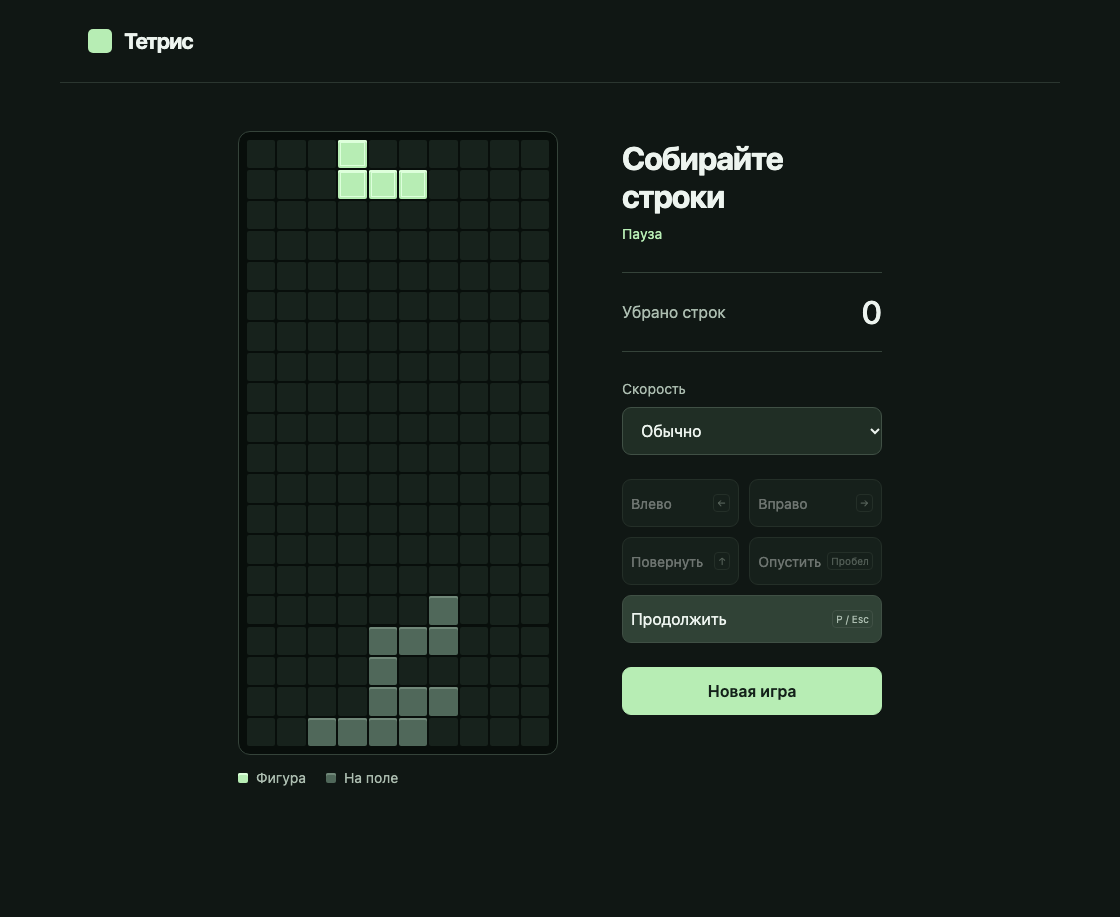 Тетрис
Собирайте
строки
Пауза
Убрано строк 0
Скорость
Обычно
Влево ← Вправо →
Повернуть ↑ Опустить Пробел
Продолжить P / Esc
Новая игра
Фигура На поле